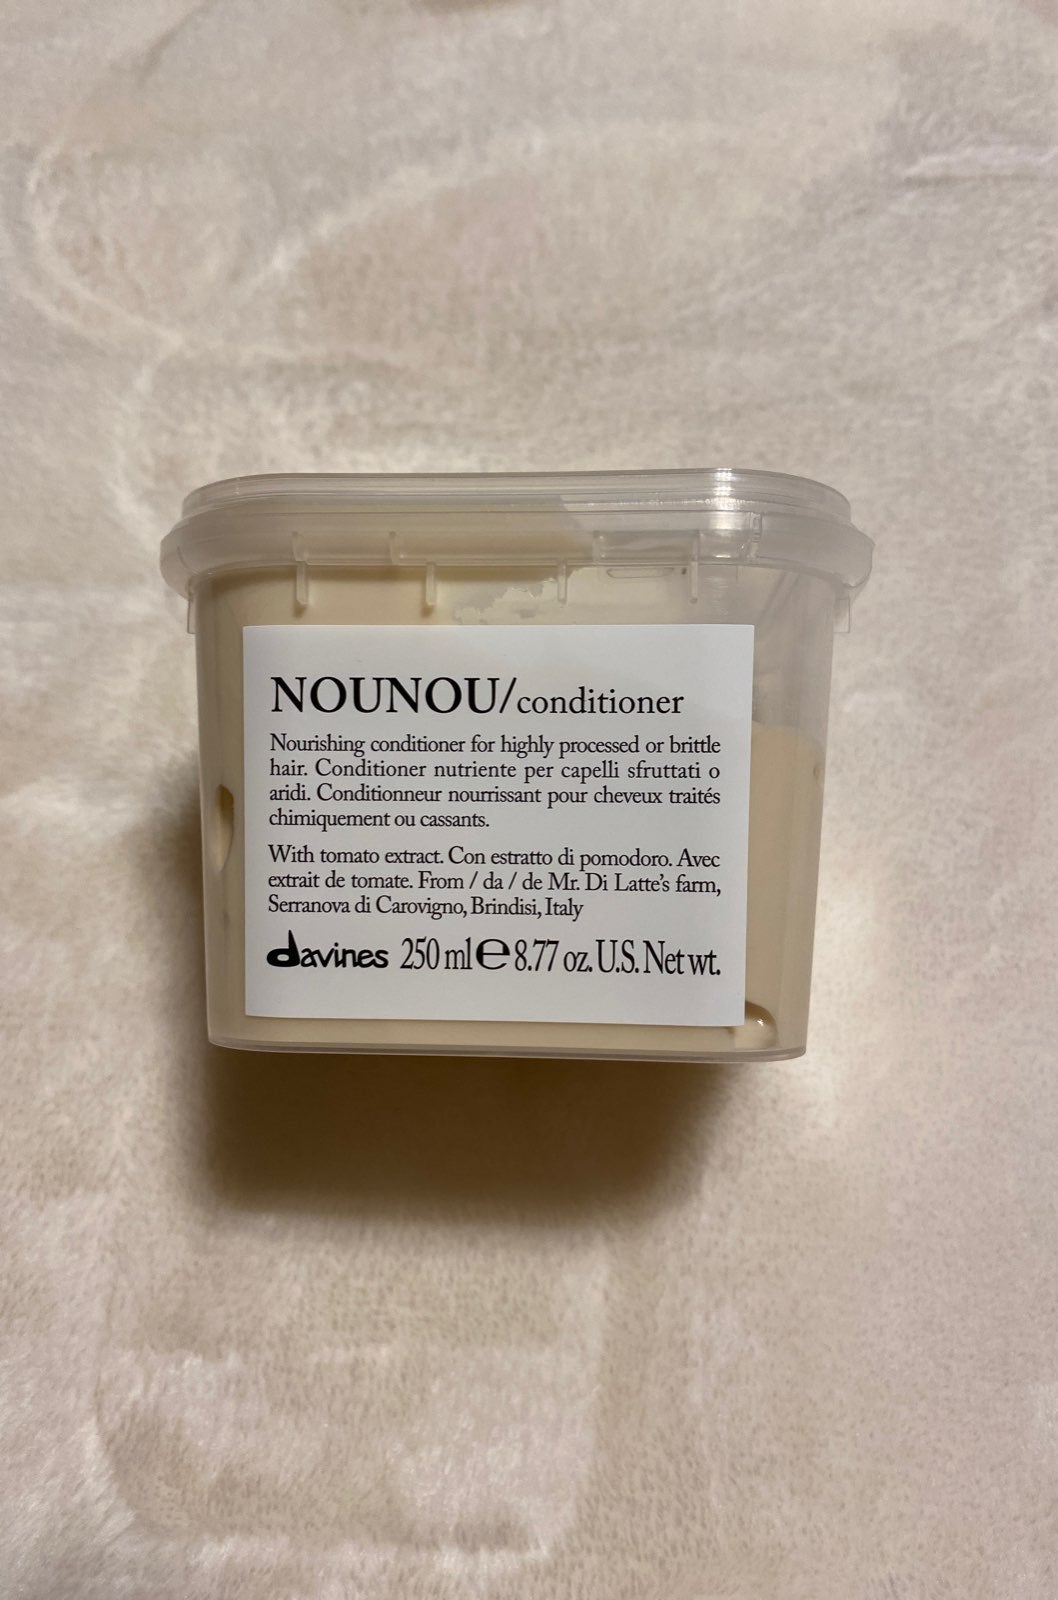 NOUNOU/conditioner
Nourishing conditioner for highly processed or brittle
hair. Conditioner nutriente per capelli sfruttati o
aridi. Conditionneur nourrissant pour cheveux traités
chimiquement ou cassants.
With tomato extract. Con estratto di pomodoro. Avec
extrait de tomate. From / da / de Mr. Di Latte's farm,
Serranova di Carovigno, Brindisi, Italy
davines 250 ml ℮ 8.77 oz. U.S. Net wt.